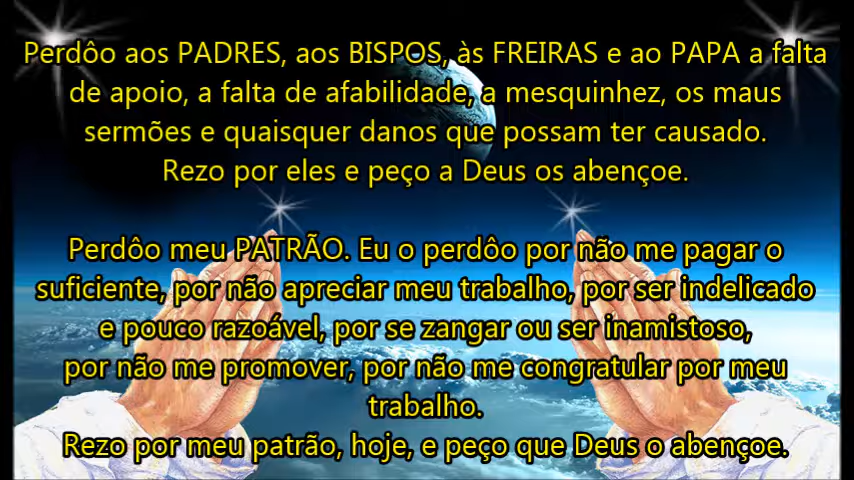 Perdôo aos PADRES, aos BISPOS, às FREIRAS e ao PAPA a falta
de apoio, a falta de afabilidade, a mesquinhez, os maus
sermões e quaisquer danos que possam ter causado.
Rezo por eles e peço a Deus os abençoe.
Perdôo meu PATRÃO. Eu o perdôo por não me pagar o
suficiente, por não apreciar meu trabalho, por ser indelicado
e pouco razoável, por se zangar ou ser inamistoso,
por não me promover, por não me congratular por meu
trabalho.
Rezo por meu patrão, hoje, e peço que Deus o abençoe.